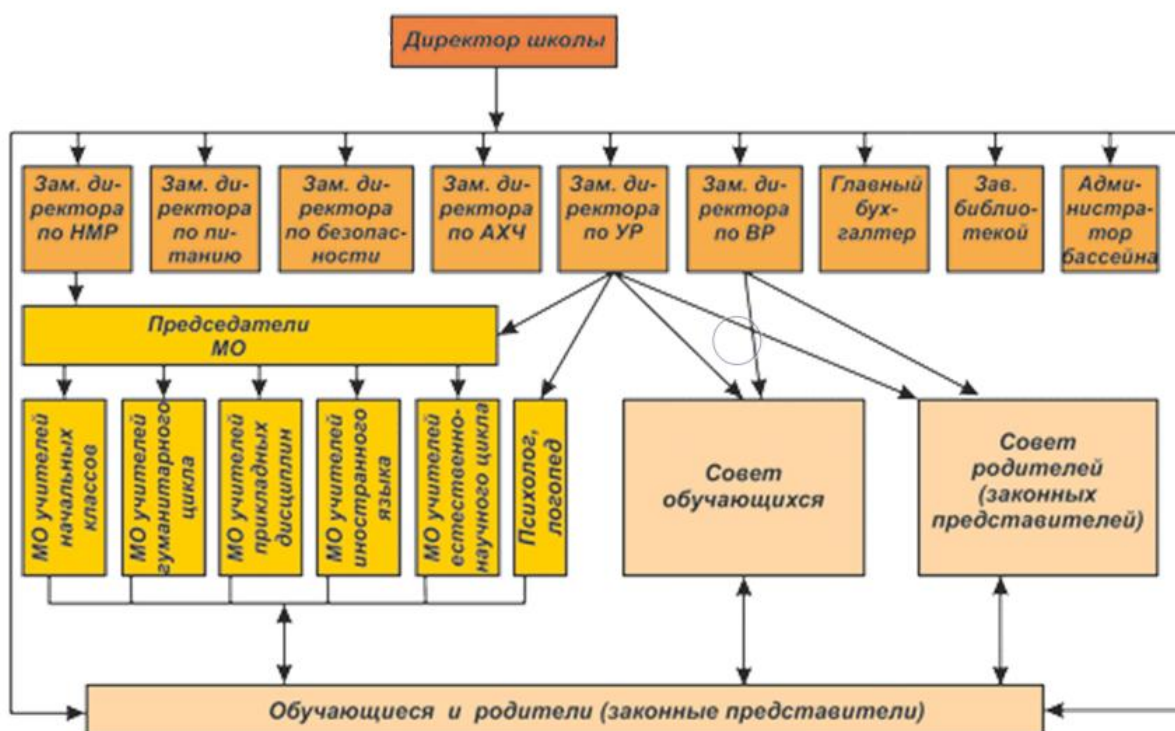 Директор школы
Зам. ди-
ректора
по НМР
Зам. ди-
ректора
по пи-
танию
Зам. ди-
ректора
по безопас-
ности
Зам. ди-
ректора
по АХЧ
Зам. ди-
ректора
по УР
Зам. ди-
ректора
по ВР
Главный
бух-
галтер
Зав.
библио-
текой
Адми-
нистра-
тор
бассейна
Председатели
МО
МО учителей
начальных
классов
МО учителей
гуманитарного
цикла
МО учителей
прикладных
дисциплин
МО учителей
иностранного
языка
МО учителей
естественно-
научного цикла
Психолог,
логопед
Совет
обучающихся
Совет
родителей
(законных
представителей)
Обучающиеся и родители (законные представители)